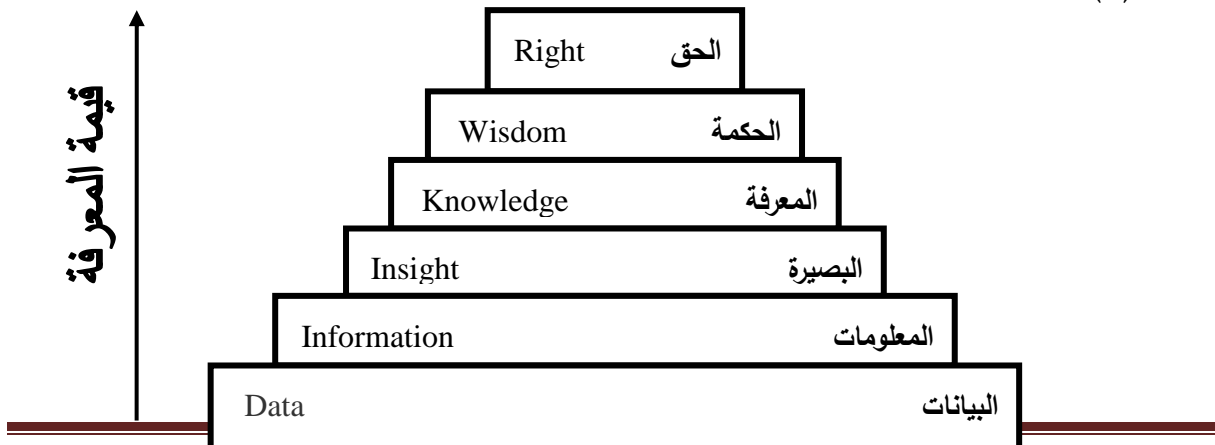 قيمة المعرفة
Right الحق
Wisdom الحكمة
Knowledge المعرفة
Insight البصيرة
Information المعلومات
Data البيانات